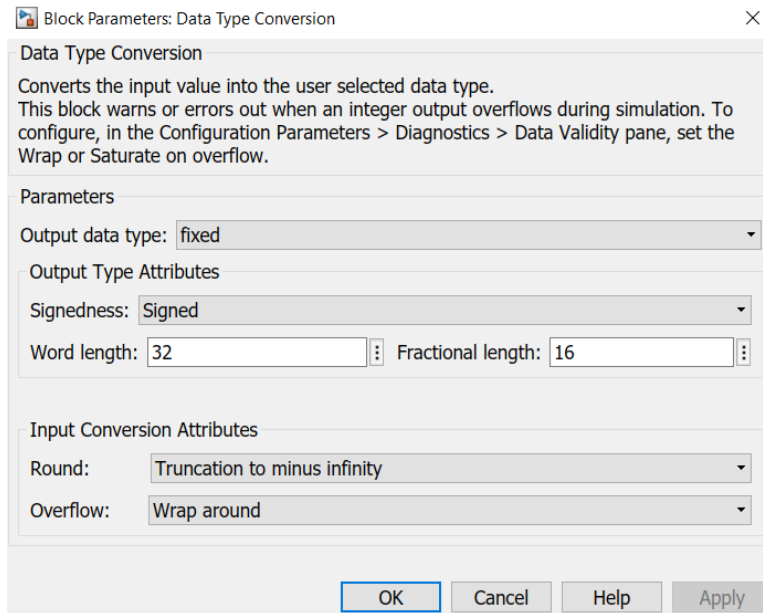 Block Parameters: Data Type Conversion
Data Type Conversion
Converts the input value into the user selected data type.
This block warns or errors out when an integer output overflows during simulation. To
configure, in the Configuration Parameters > Diagnostics > Data Validity pane, set the
Wrap or Saturate on overflow.
Parameters
Output data type: fixed
Output Type Attributes
Signedness: Signed
Word length: 32 Fractional length: 16
Input Conversion Attributes
Round: Truncation to minus infinity
Overflow: Wrap around
OK Cancel Help Apply